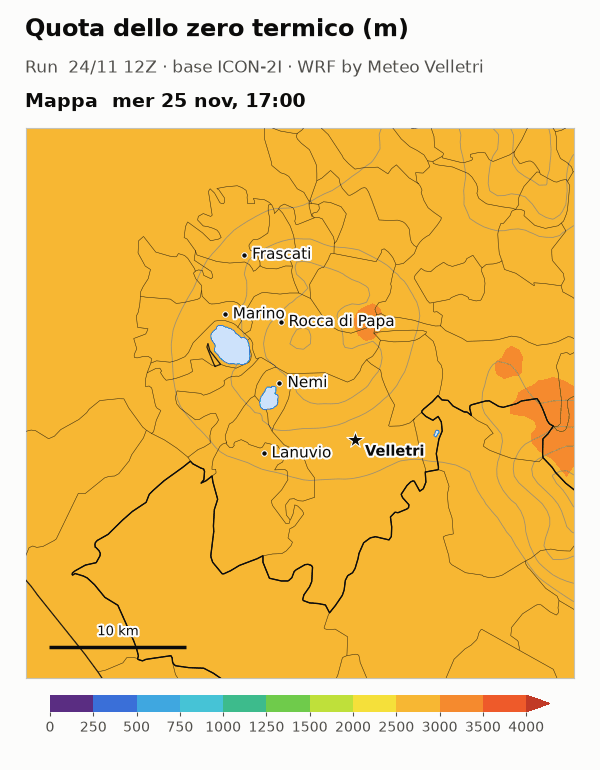 Quota dello zero termico (m)
Run  24/11 12Z · base ICON-2I · WRF by Meteo Velletri
Mappa  mer 25 nov, 17:00
Frascati
Marino
Rocca di Papa
Nemi
Velletri
Lanuvio
10 km
0 250 500 750 1000 1250 1500 2000 2500 3000 3500 4000